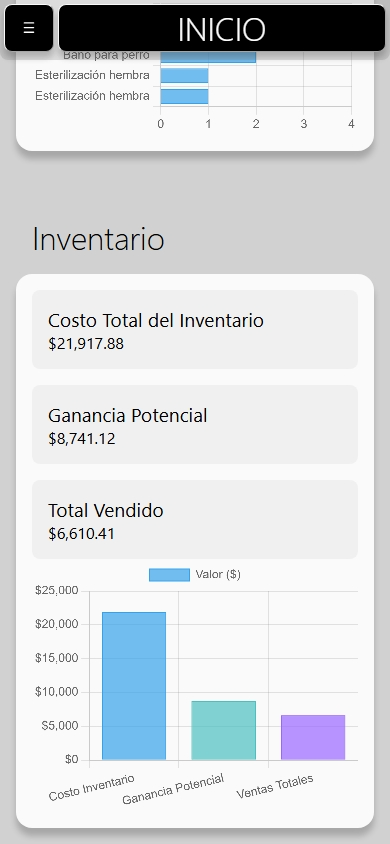 ☰
INICIO
Baño para perro
Esterilización hembra
Esterilización hembra
0 1 2 3 4
Inventario
Costo Total del Inventario
$21,917.88
Ganancia Potencial
$8,741.12
Total Vendido
$6,610.41
Valor ($)
$25,000
$20,000
$15,000
$10,000
$5,000
$0
Costo Inventario
Ganancia Potencial
Ventas Totales